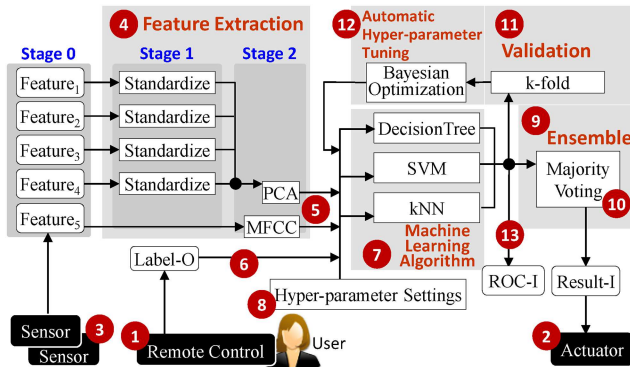 4 Feature Extraction
12 Automatic
Hyper-parameter
Tuning
11
Validation
Stage 0
Stage 1
Stage 2
Feature1
Standardize
Feature2
Standardize
Feature3
Standardize
Feature4
Standardize
PCA
Feature5
MFCC
5
Bayesian
Optimization
k-fold
DecisionTree
SVM
kNN
7 Machine
Learning
Algorithm
9
Ensemble
Majority
Voting
10
13
Label-O
6
8 Hyper-parameter Settings
ROC-I
Result-I
Sensor
Sensor
3
1 Remote Control
User
2
Actuator